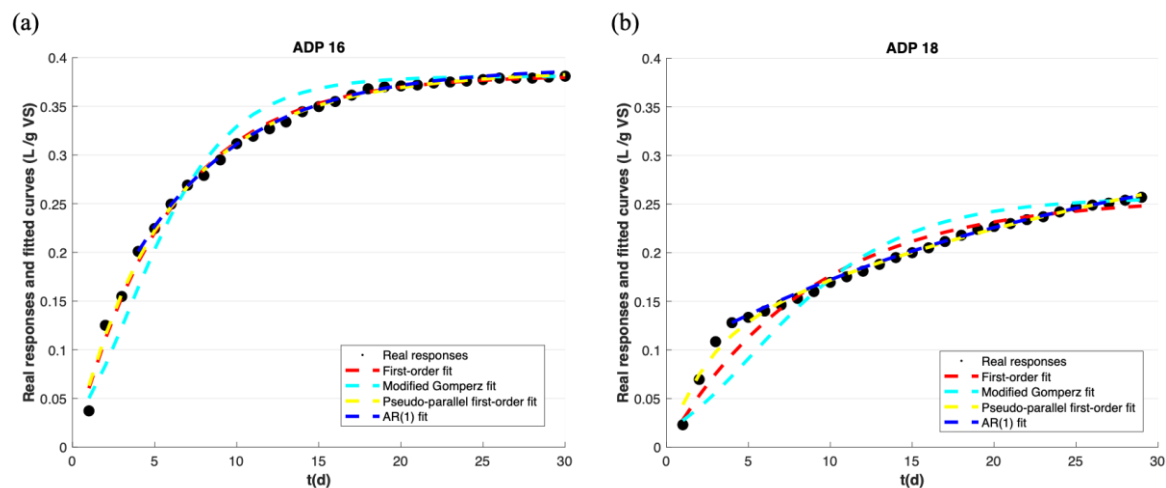 (a)
ADP 16
Real responses and fitted curves (L /g VS)
0.4
0.35
0.3
0.25
0.2
0.15
0.1
0.05
0
0 5 10 15 20 25 30
t(d)
Real responses
First-order fit
Modified Gomperz fit
Pseudo-parallel first-order fit
AR(1) fit
(b)
ADP 18
Real responses and fitted curves (L /g VS)
0.4
0.35
0.3
0.25
0.2
0.15
0.1
0.05
0
0 5 10 15 20 25 30
t(d)
Real responses
First-order fit
Modified Gomperz fit
Pseudo-parallel first-order fit
AR(1) fit